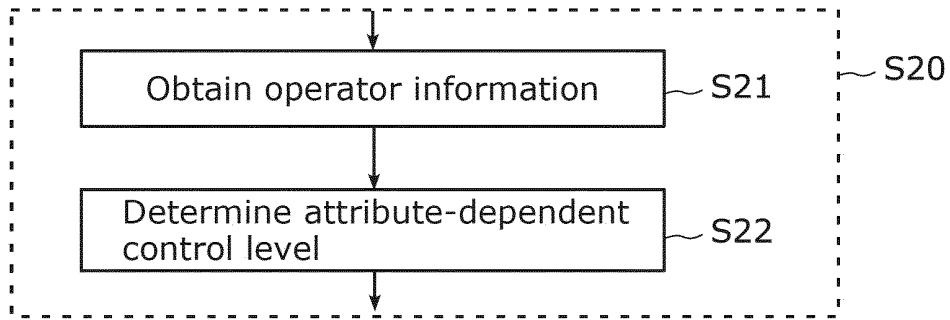 S20
Obtain operator information
S21
Determine attribute-dependent
control level
S22